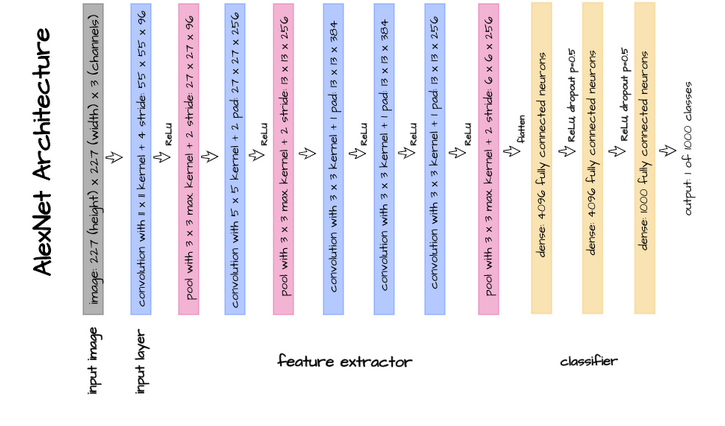 AlexNet Architecture
image: 227 (height) x 227 (width) x 3 (channels)
convolution with 11 x 11 kernel + 4 stride: 55 x 55 x 96
ReLu
pool with 3 x 3 max. kernel + 2 stride: 27 x 27 x 96
convolution with 5 x 5 kernel + 2 pad: 27 x 27 x 256
ReLu
pool with 3 x 3 max. kernel + 2 stride: 13 x 13 x 256
convolution with 3 x 3 kernel + 1 pad: 13 x 13 x 384
ReLu
convolution with 3 x 3 kernel + 1 pad: 13 x 13 x 384
ReLu
convolution with 3 x 3 kernel + 1 pad: 13 x 13 x 256
ReLu
pool with 3 x 3 max. kernel + 2 stride: 6 x 6 x 256
flatten
dense: 4096 fully connected neurons
ReLu, dropout p=0.5
dense: 4096 fully connected neurons
ReLu, dropout p=0.5
dense: 1000 fully connected neurons
output: 1 of 1000 classes
input image
input layer
feature extractor
classifier